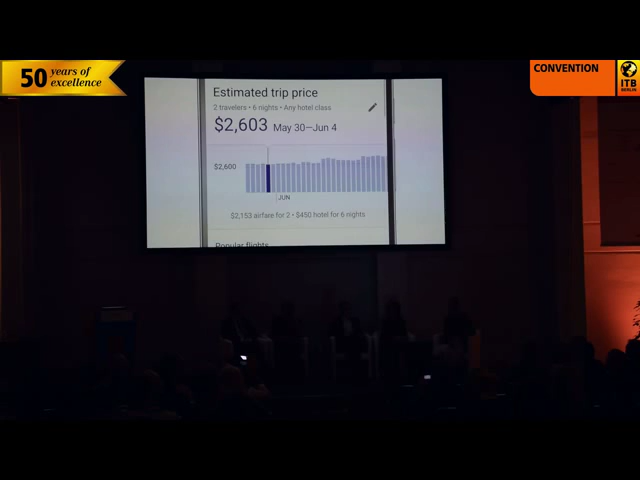 50 years of
excellence
CONVENTION
ITB
BERLIN
Estimated trip price
2 travelers • 6 nights • Any hotel class
$2,603 May 30—Jun 4
$2,600
JUN
$2,153 airfare for 2 • $450 hotel for 6 nights
Popular flights